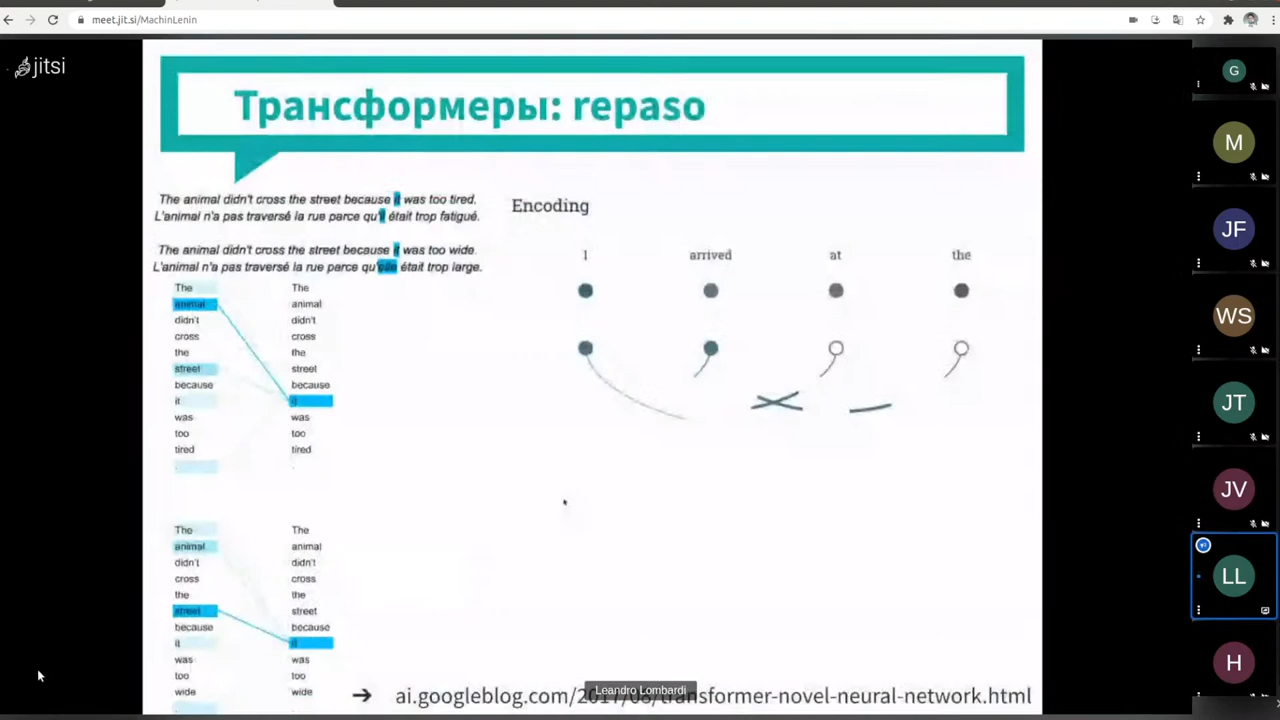 meet.jit.si/MachinLenin
jitsi
Трансформеры: repaso
The animal didn't cross the street because it was too tired.
L'animal n'a pas traversé la rue parce qu'il était trop fatigué.
The animal didn't cross the street because it was too wide.
L'animal n'a pas traversé la rue parce qu'elle était trop large.
The The
animal animal
didn't didn't
cross cross
the the
street street
because because
it it
was was
too too
tired tired
. .
The The
animal animal
didn't didn't
cross cross
the the
street street
because because
it it
was was
too too
wide wide
Encoding
I arrived at the
→ ai.googleblog.com/2017/08/transformer-novel-neural-network.html
Leandro Lombardi
G
M
JF
WS
JT
JV
LL
H